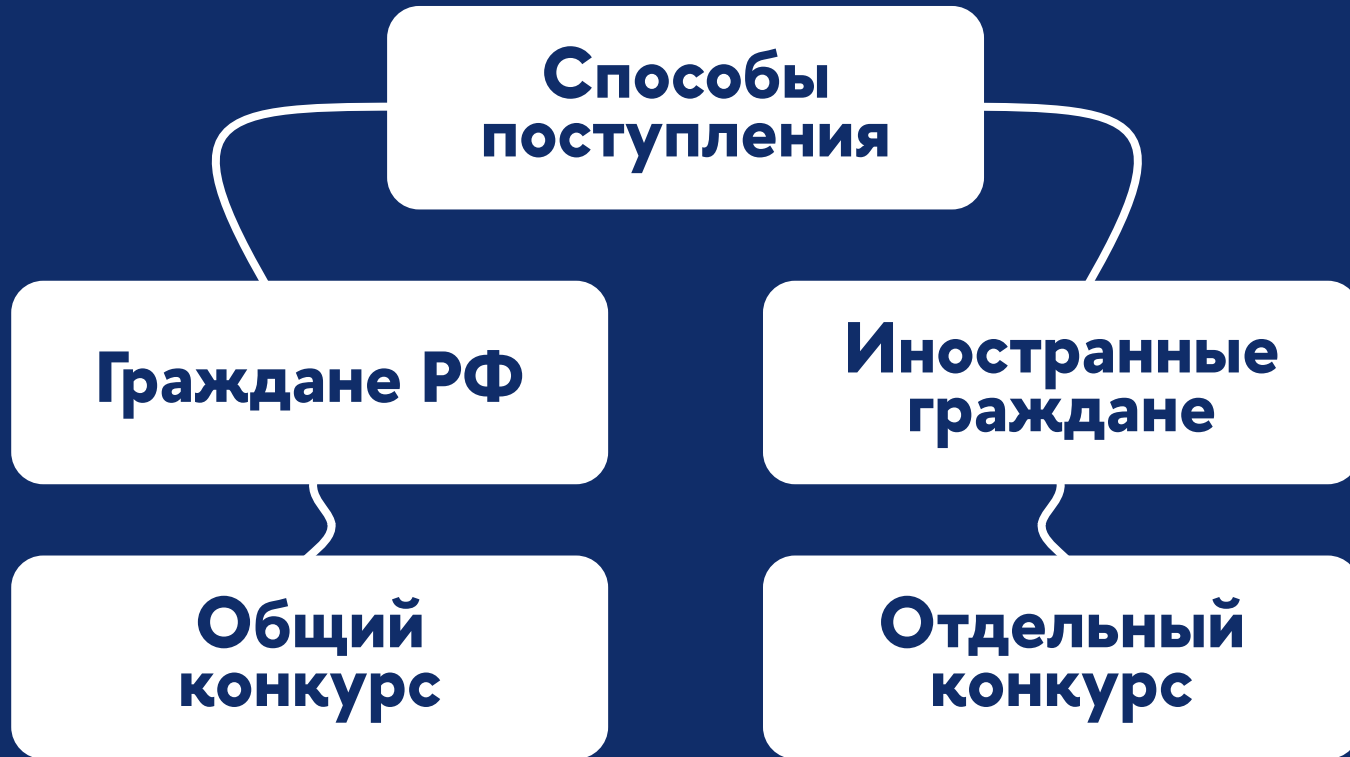 Способы
поступления
Граждане РФ
Иностранные
граждане
Общий
конкурс
Отдельный
конкурс